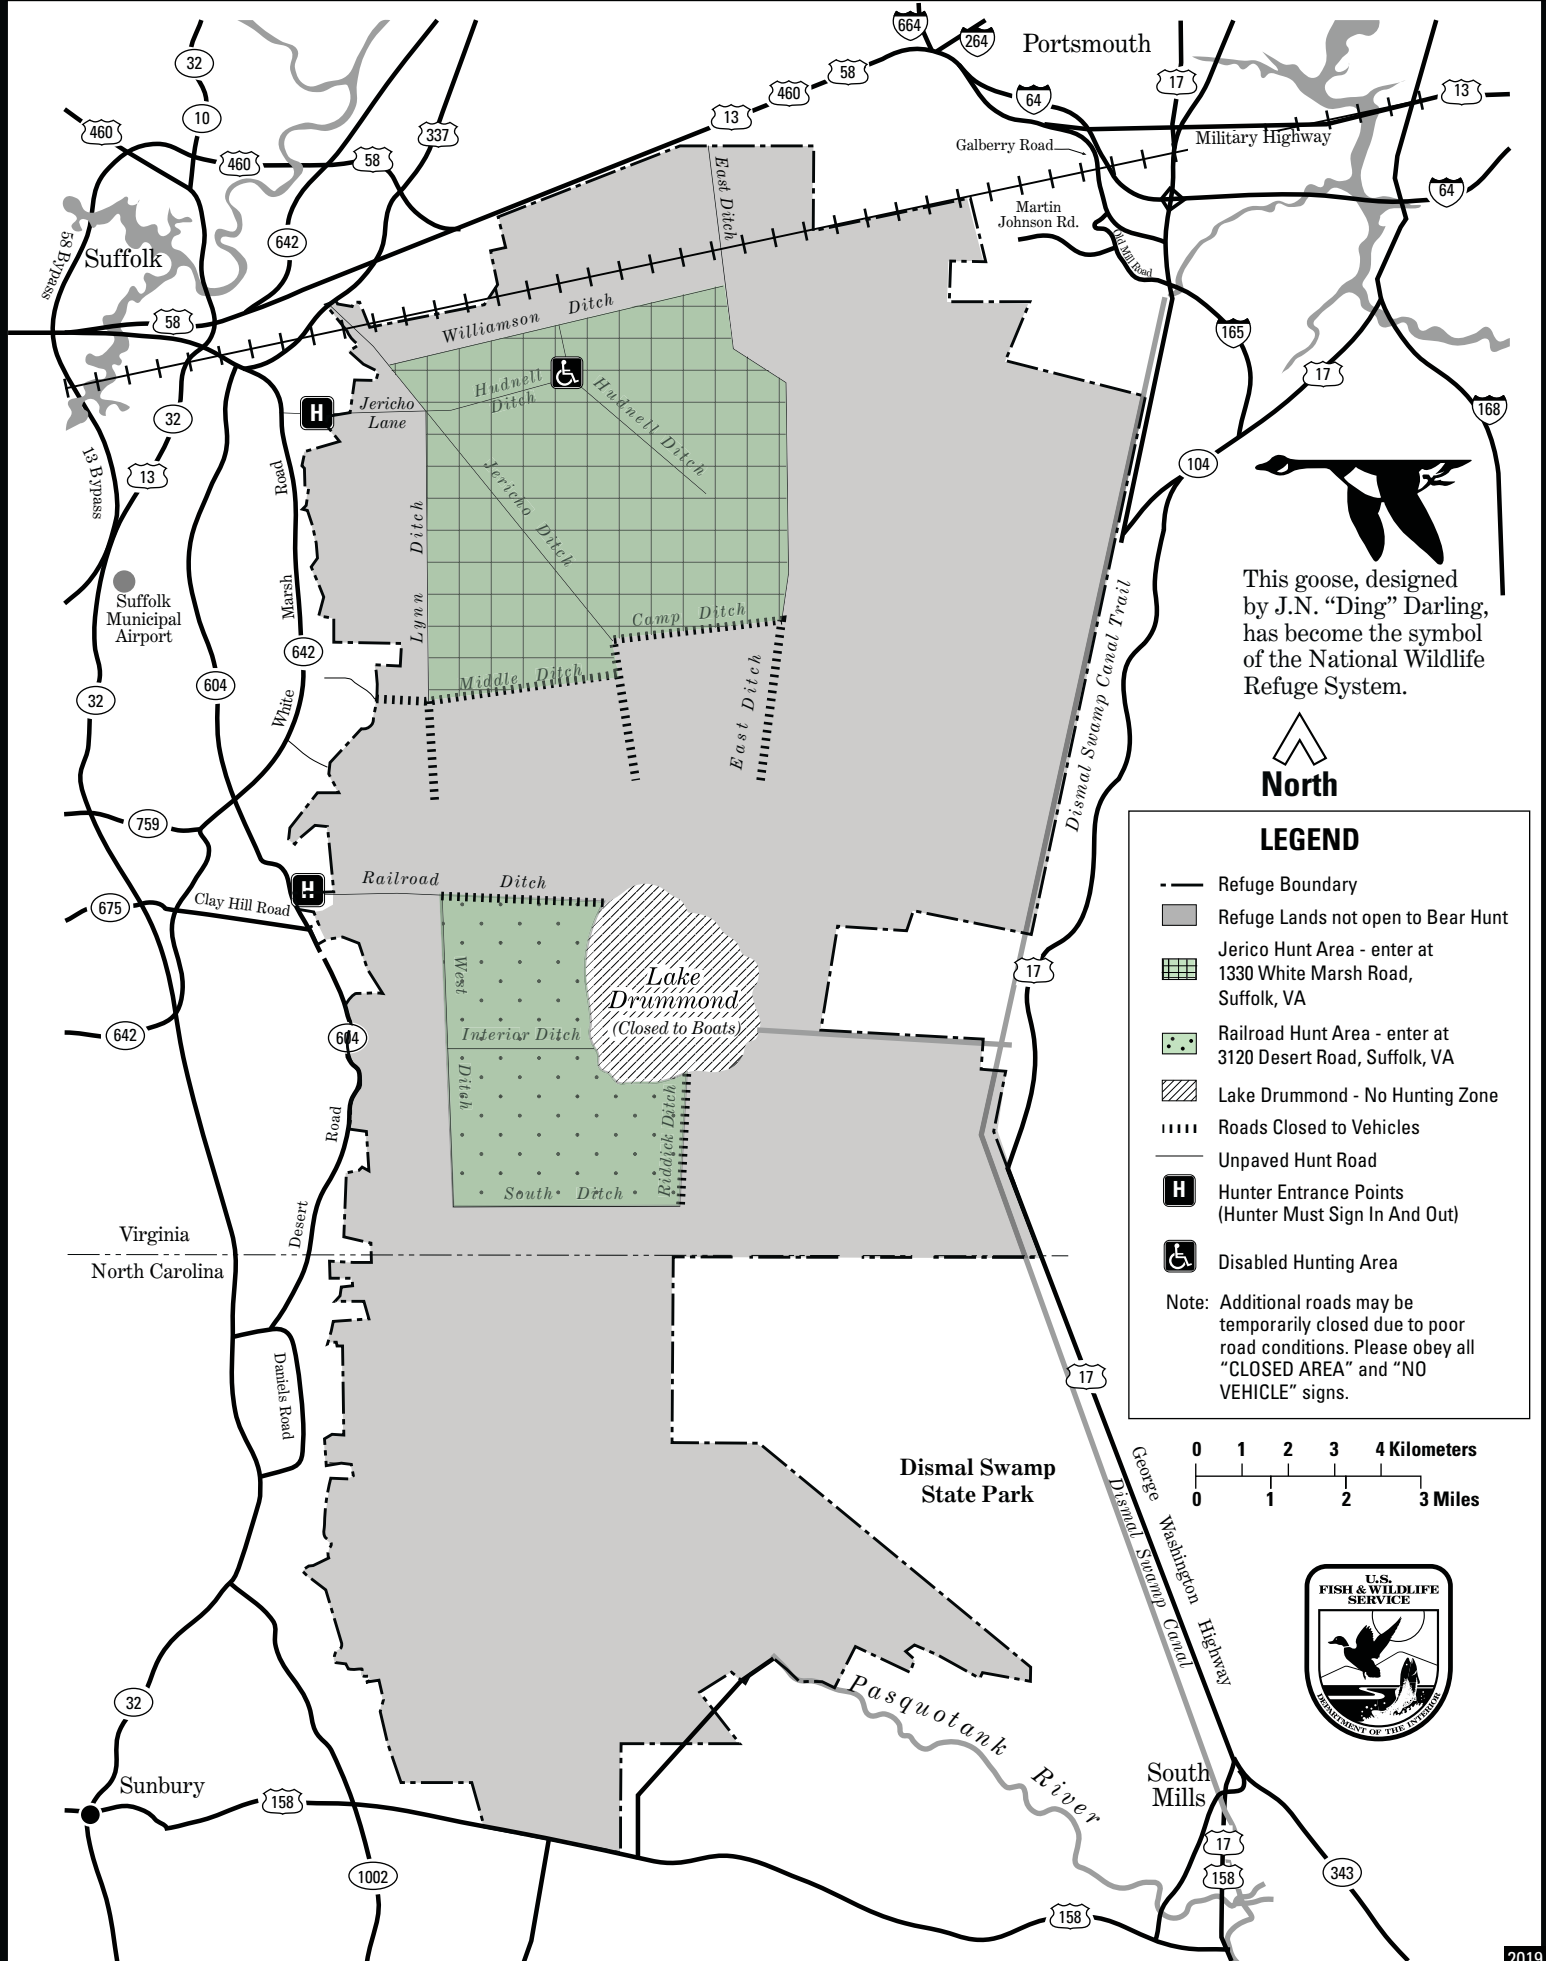 664
264
Portsmouth
32
58
460
17
13
64
13
10
460
337
Military Highway
Galberry Road
460
58
East Ditch
64
Martin
Johnson Rd.
642
58 Bypass
Suffolk
Old Mill Road
Williamson Ditch
58
165
17
Hudnell
Ditch
Hudnell Ditch
H
Jericho
Lane
32
168
13 Bypass
13
104
Jericho Ditch
Lynn Ditch
White Marsh Road
This goose, designed
by J.N. “Ding” Darling,
has become the symbol
of the National Wildlife
Refuge System.
Suffolk
Municipal
Airport
Camp Ditch
642
604
32
Middle Ditch
East Ditch
Dismal Swamp Canal Trail
North
759
LEGEND
Refuge Boundary
Refuge Lands not open to Bear Hunt
Jerico Hunt Area - enter at
1330 White Marsh Road,
Suffolk, VA
Railroad Hunt Area - enter at
3120 Desert Road, Suffolk, VA
Lake Drummond - No Hunting Zone
Roads Closed to Vehicles
Unpaved Hunt Road
H
Hunter Entrance Points
(Hunter Must Sign In And Out)
Disabled Hunting Area
Note: Additional roads may be
temporarily closed due to poor
road conditions. Please obey all
“CLOSED AREA” and “NO
VEHICLE” signs.
H
Railroad Ditch
675
Clay Hill Road
West Ditch
Lake
Drummond
(Closed to Boats)
17
Interior Ditch
642
604
Riddick Ditch
South Ditch
Desert Road
Virginia
North Carolina
Daniels Road
17
0 1 2 3 4 Kilometers
0 1 2 3 Miles
Dismal Swamp
State Park
George Washington Highway
Dismal Swamp Canal
U.S.
FISH & WILDLIFE
SERVICE
DEPARTMENT OF THE INTERIOR
Pasquotank River
32
Sunbury
158
South
Mills
17
158
1002
343
158
2019